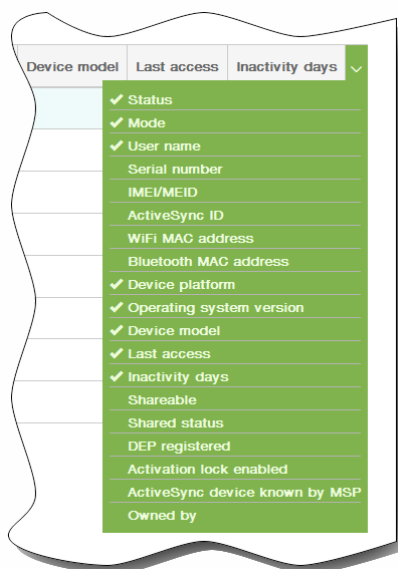 Device model Last access Inactivity days
Status
Mode
User name
Serial number
IMEI/MEID
ActiveSync ID
WiFi MAC address
Bluetooth MAC address
Device platform
Operating system version
Device model
Last access
Inactivity days
Shareable
Shared status
DEP registered
Activation lock enabled
ActiveSync device known by MSP
Owned by